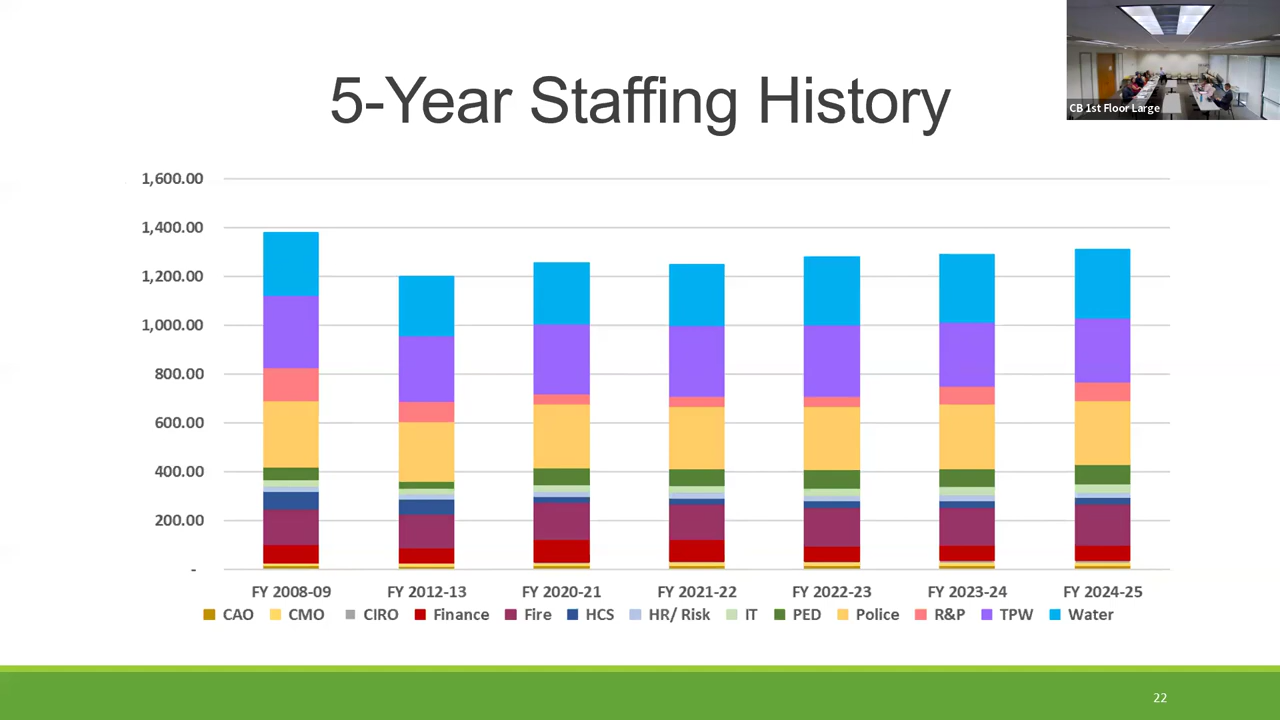 CB 1st Floor Large
5-Year Staffing History
1,600.00
1,400.00
1,200.00
1,000.00
800.00
600.00
400.00
200.00
-
FY 2008-09 FY 2012-13 FY 2020-21 FY 2021-22 FY 2022-23 FY 2023-24 FY 2024-25
CAO CMO CIRO Finance Fire HCS HR/ Risk IT PED Police R&P TPW Water
22